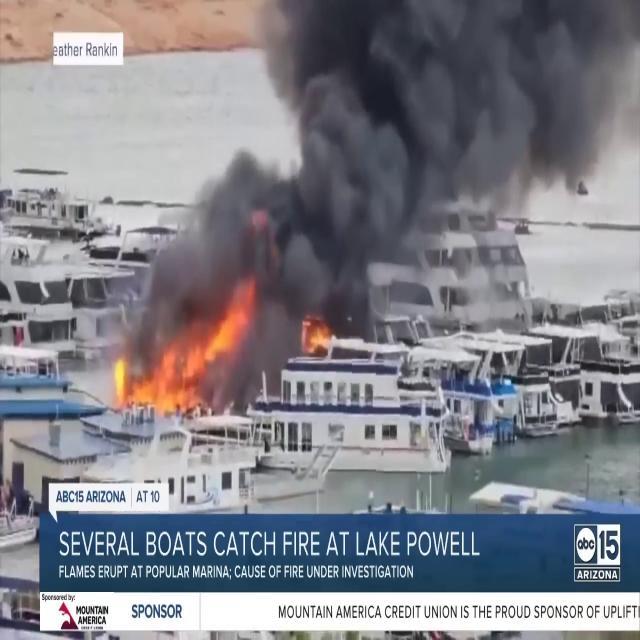 eather Rankin
ABC15 ARIZONA AT 10
SEVERAL BOATS CATCH FIRE AT LAKE POWELL
FLAMES ERUPT AT POPULAR MARINA; CAUSE OF FIRE UNDER INVESTIGATION
abc 15
ARIZONA
Sponsored by:
MOUNTAIN
AMERICA
CREDIT UNION
SPONSOR
MOUNTAIN AMERICA CREDIT UNION IS THE PROUD SPONSOR OF UPLIFTI